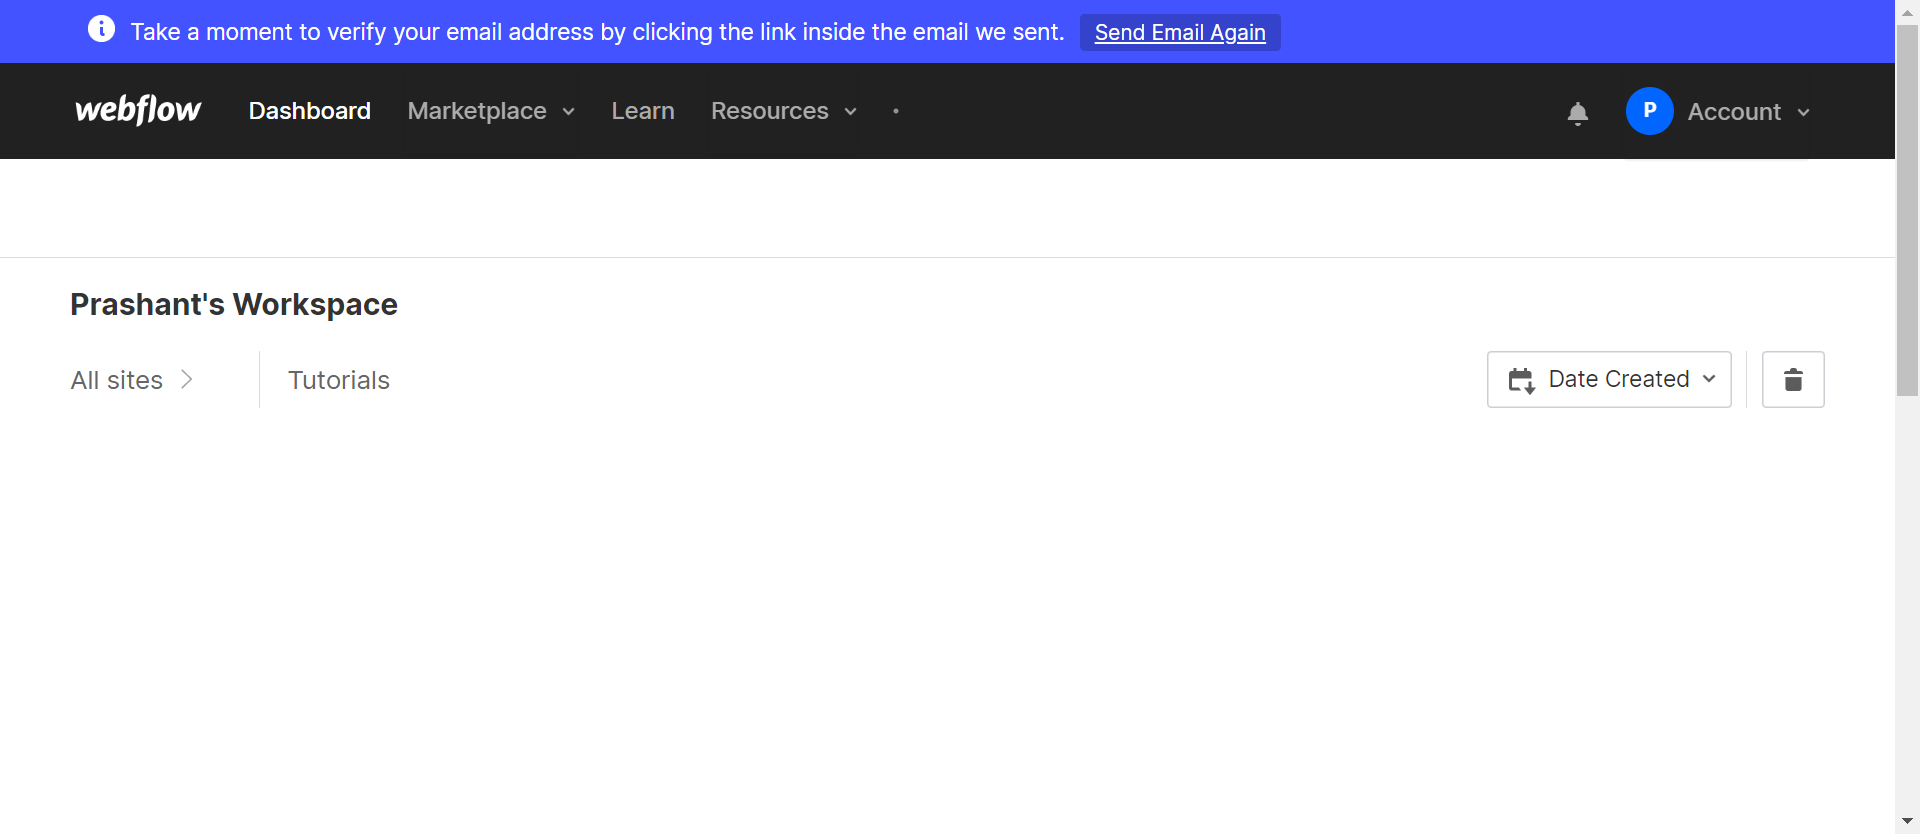 Take a moment to verify your email address by clicking the link inside the email we sent. Send Email Again
webflow Dashboard Marketplace Learn Resources P Account
Prashant's Workspace
All sites Tutorials Date Created